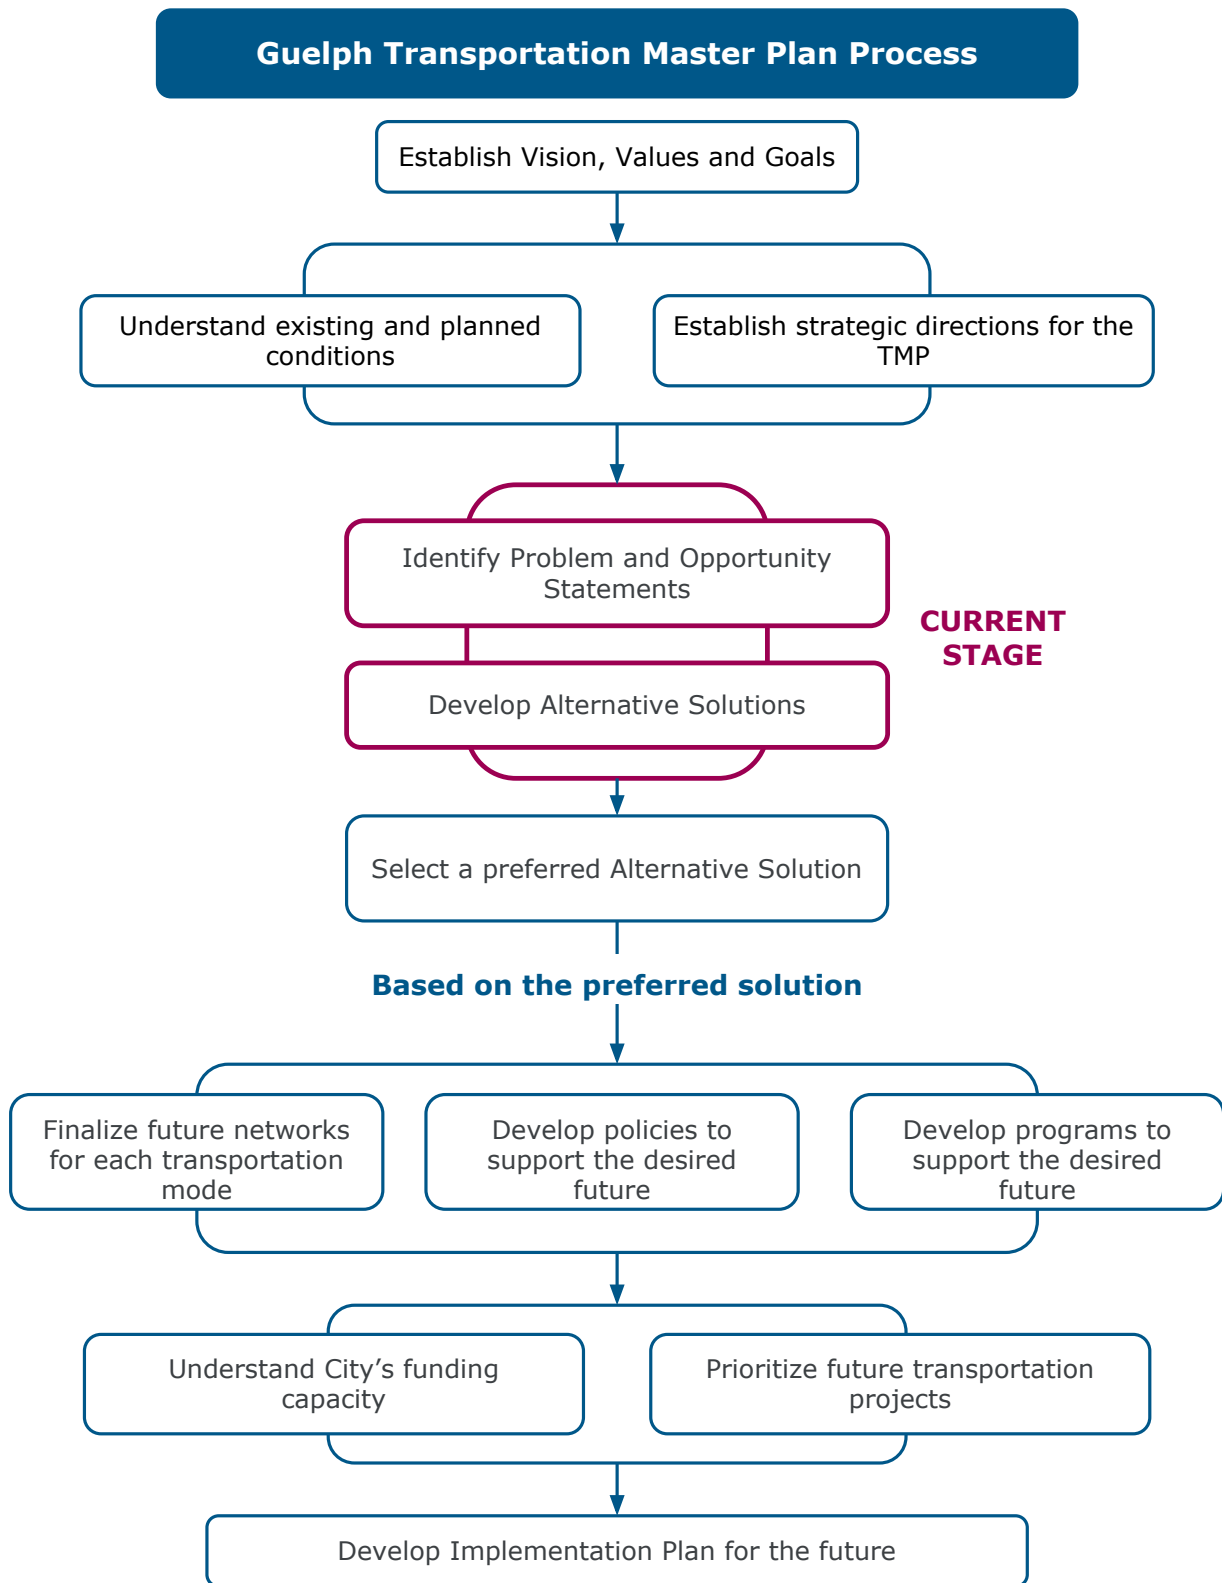 Guelph Transportation Master Plan Process
Establish Vision, Values and Goals
Understand existing and planned
conditions
Establish strategic directions for the
TMP
Identify Problem and Opportunity
Statements
CURRENT
STAGE
Develop Alternative Solutions
Select a preferred Alternative Solution
Based on the preferred solution
Finalize future networks
for each transportation
mode
Develop policies to
support the desired
future
Develop programs to
support the desired
future
Understand City’s funding
capacity
Prioritize future transportation
projects
Develop Implementation Plan for the future